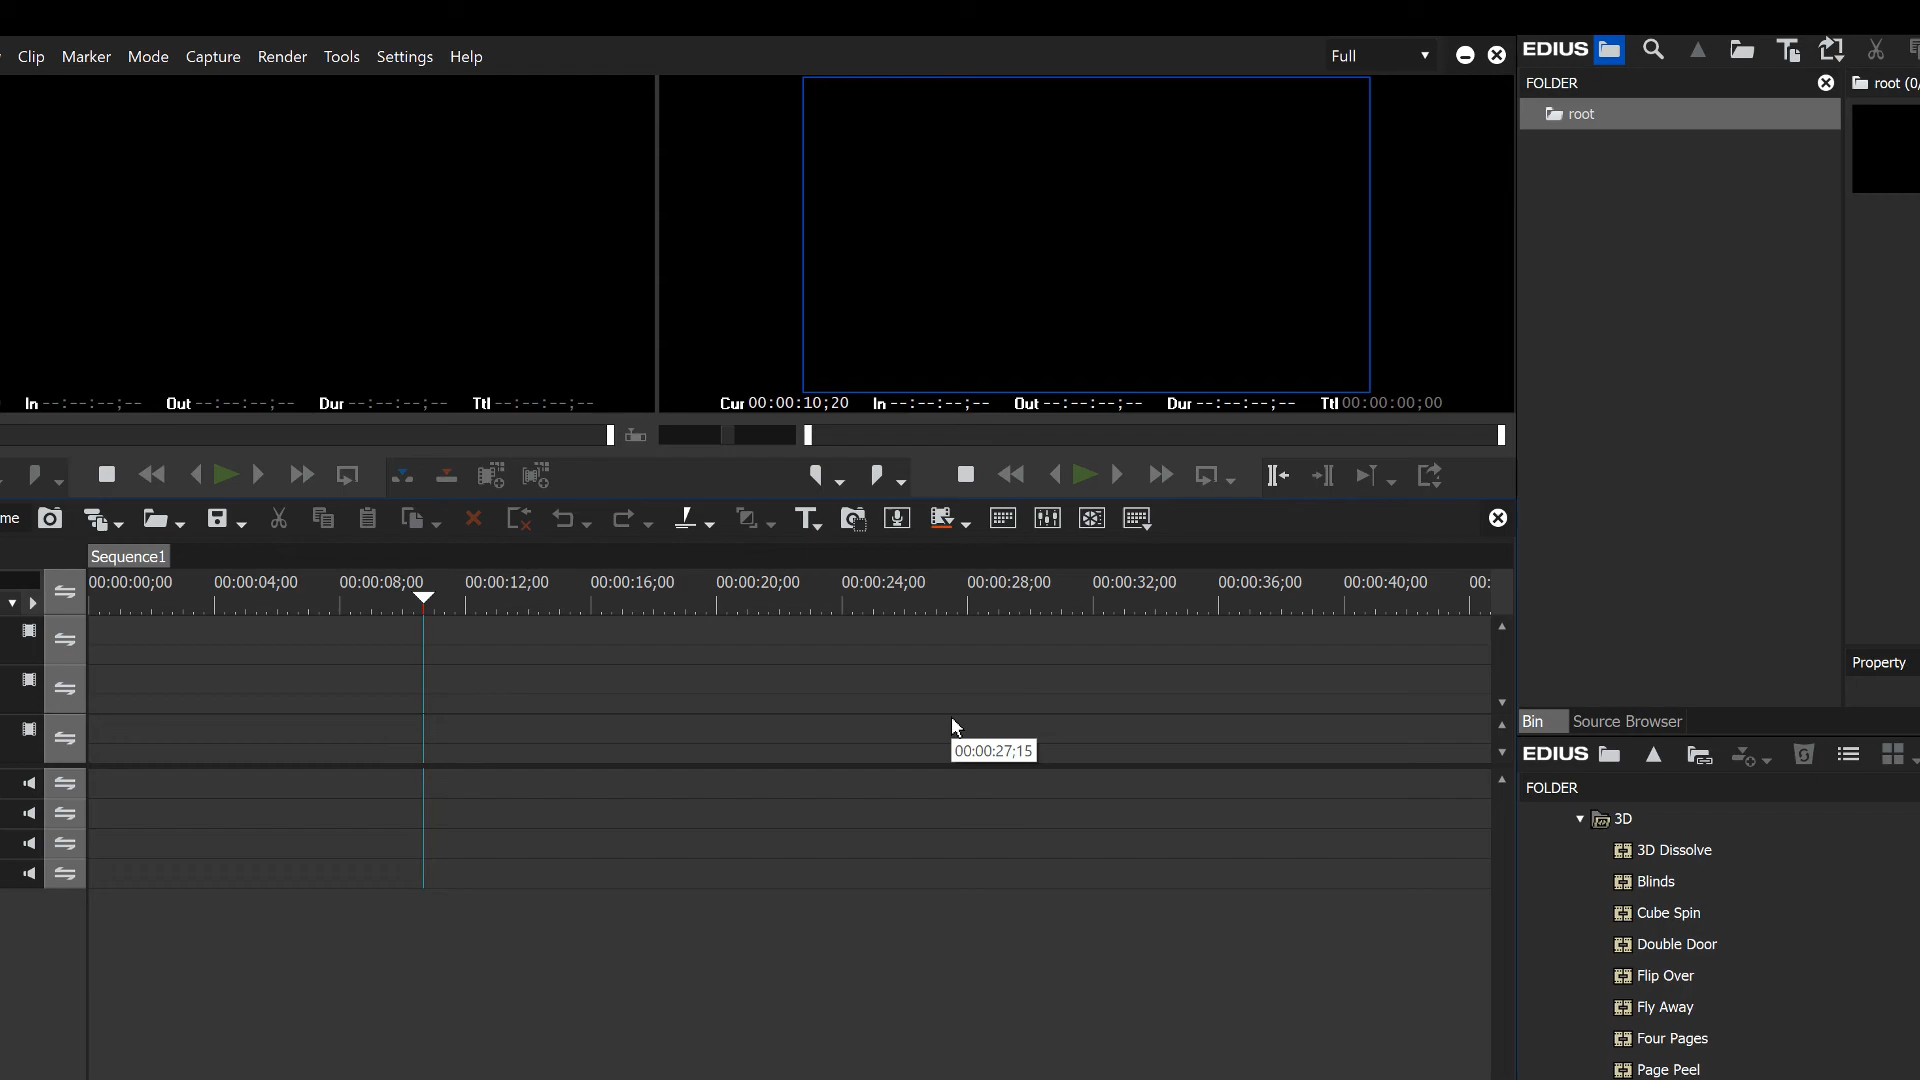 Clip Marker Mode Capture Render Tools Settings Help
Full
EDIUS
FOLDER
root (0/
root
In --:--:--;-- Out --:--:--;-- Dur --:--:--;-- Ttl --:--:--;--
Cur 00:00:10;20 In --:--:--;-- Out --:--:--;-- Dur --:--:--;-- Ttl 00:00:00;00
me
Sequence1
00:00:00;00 00:00:04;00 00:00:08;00 00:00:12;00 00:00:16;00 00:00:20;00 00:00:24;00 00:00:28;00 00:00:32;00 00:00:36;00 00:00:40;00 00:
00:00:27;15
Property
Bin Source Browser
EDIUS
FOLDER
3D
3D Dissolve
Blinds
Cube Spin
Double Door
Flip Over
Fly Away
Four Pages
Page Peel